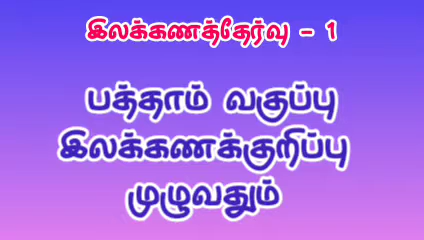 இலக்கணத்தேர்வு - 1
பத்தாம் வகுப்பு
இலக்கணக்குறிப்பு
முழுவதும்